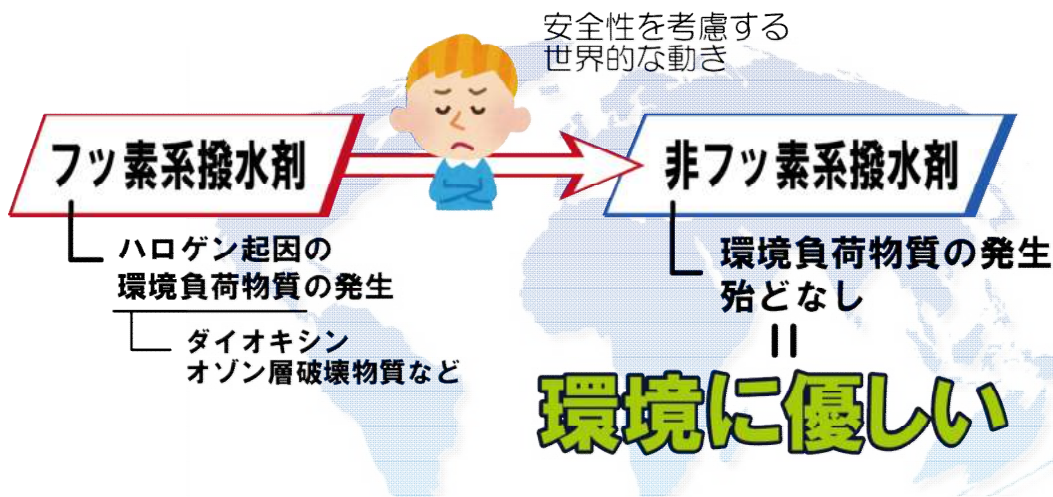 安全性を考慮する
世界的な動き
フッ素系撥水剤
非フッ素系撥水剤
ハロゲン起因の
環境負荷物質の発生
ダイオキシン
オゾン層破壊物質など
環境負荷物質の発生
殆どなし
=
環境に優しい